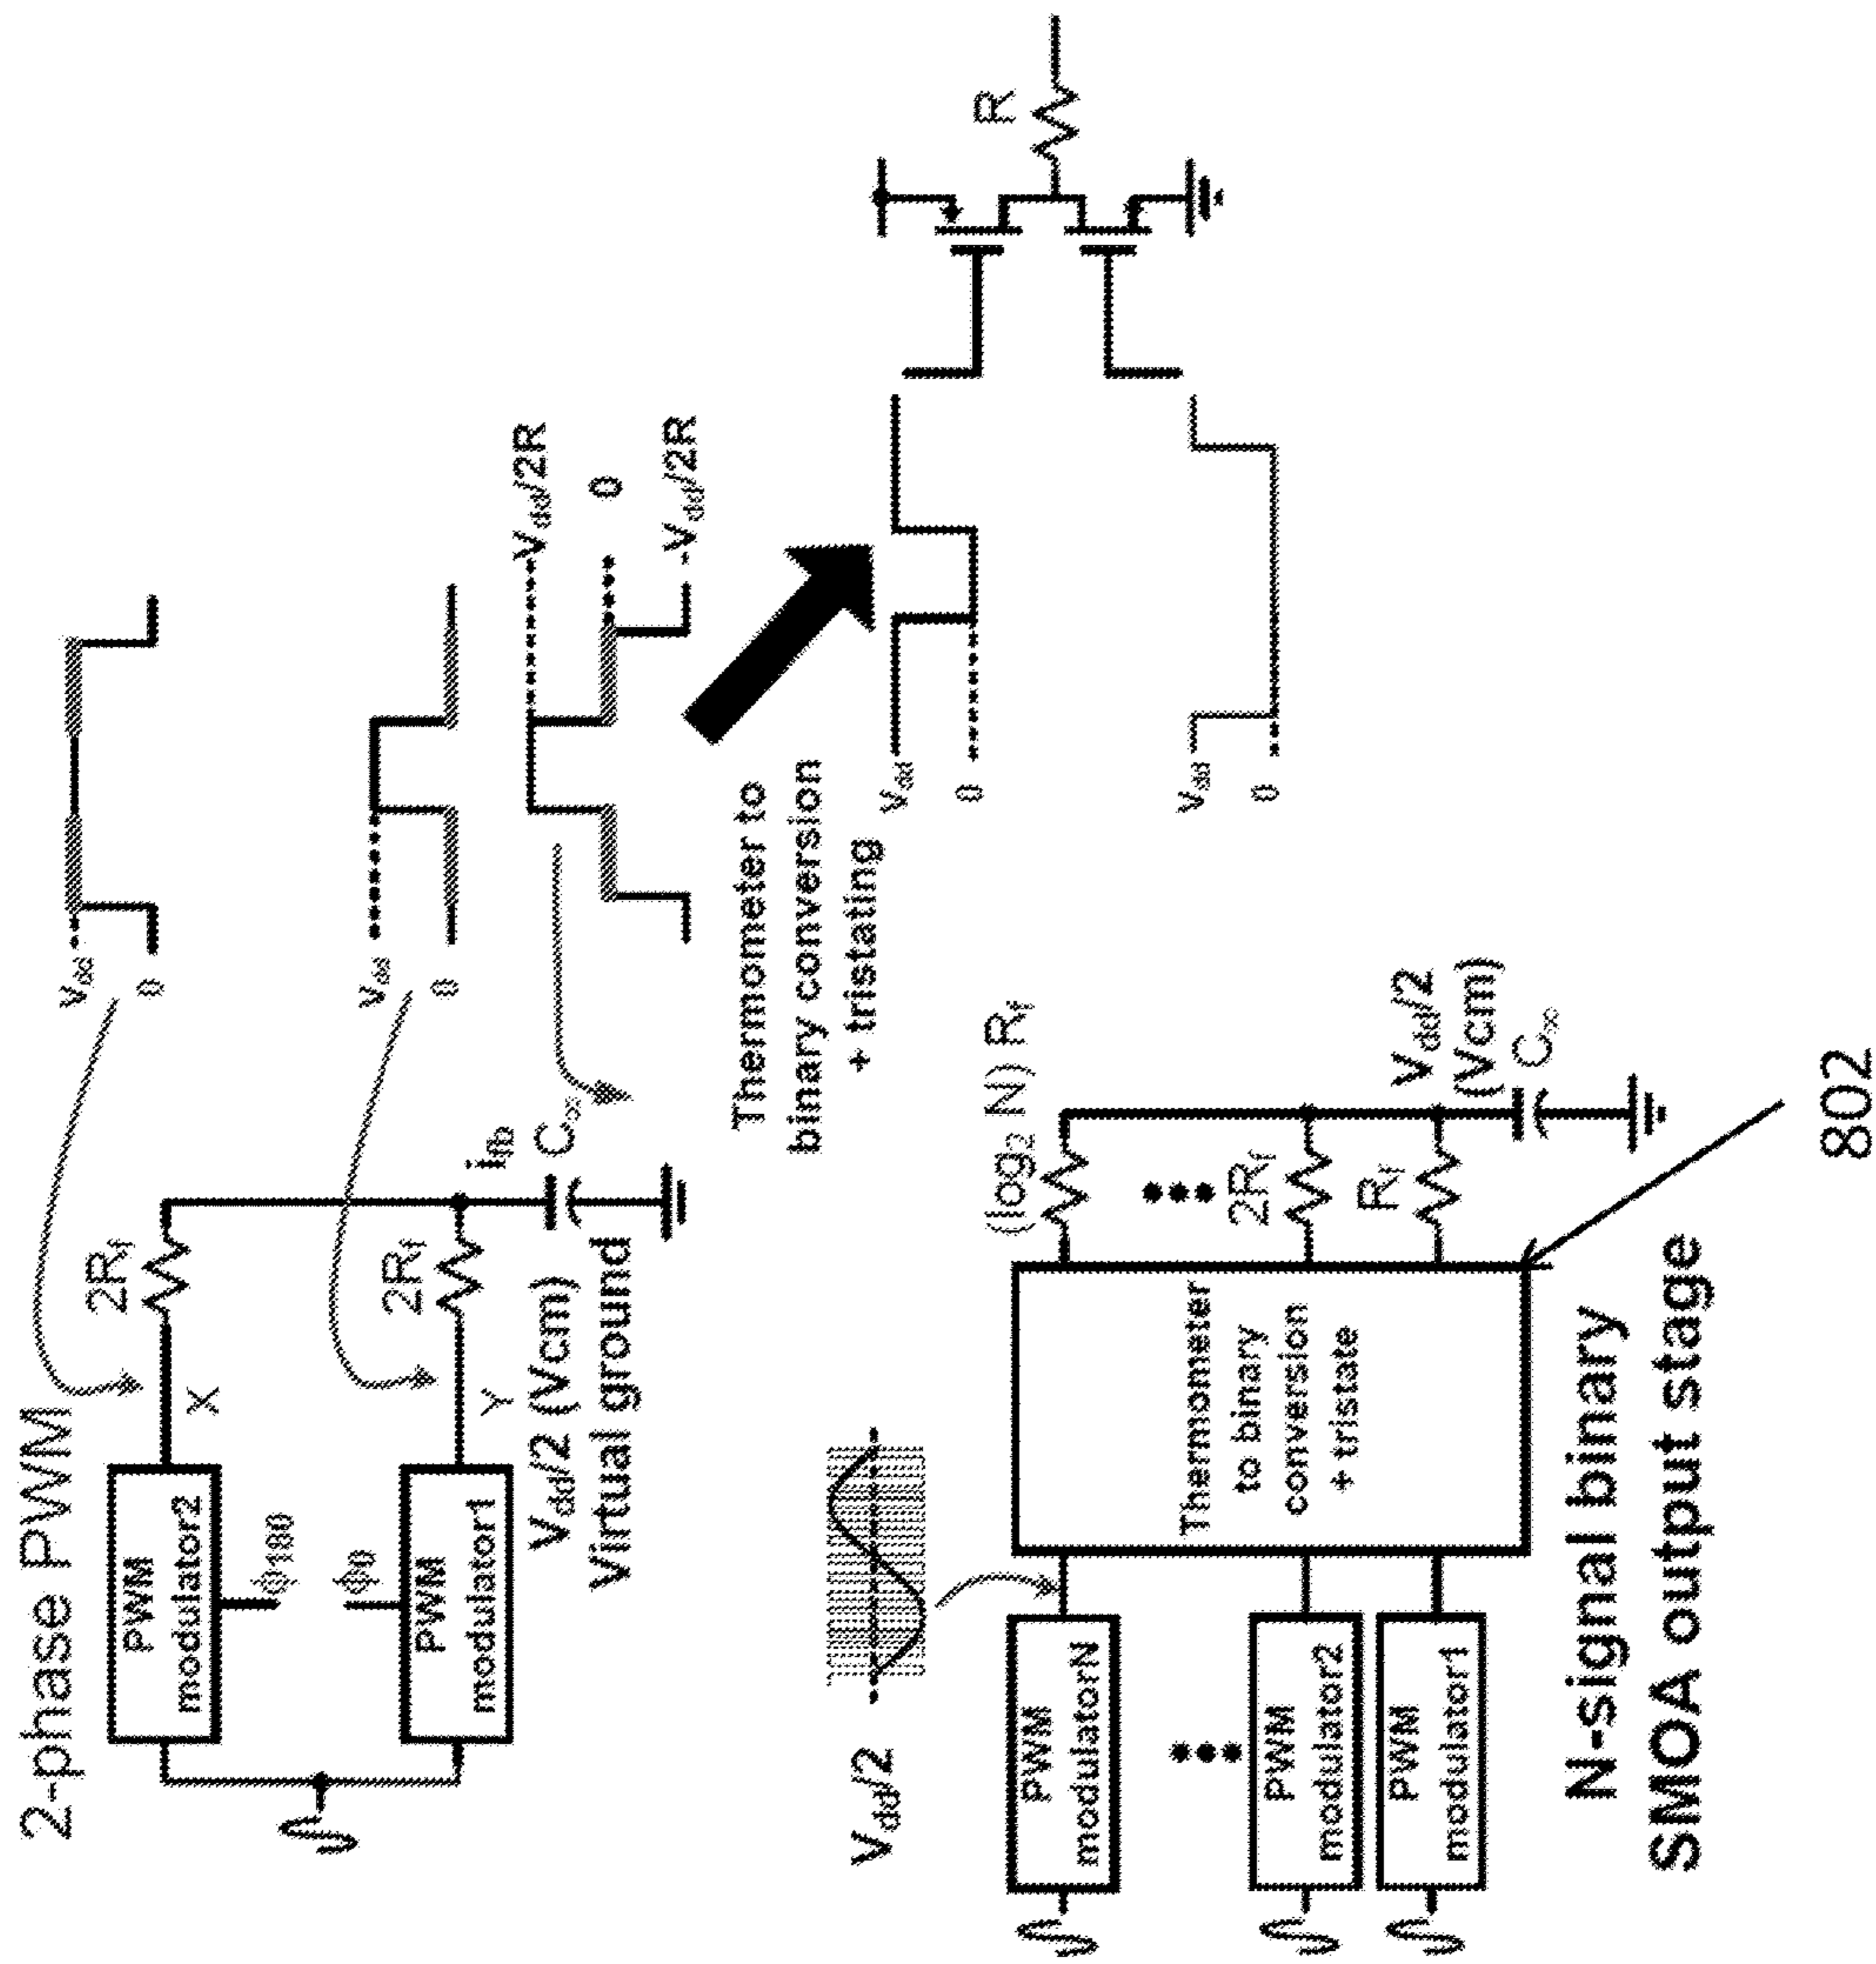 2-phase PWM
PWM
modulator2
ϕ180
X
2Rf
PWM
modulator1
ϕ0
Y
2Rf
Vdd/2 (Vcm)
Virtual ground
ifb
C∞
Vdd
0
Vdd
0
Vdd/2R
0
-Vdd/2R
Thermometer to
binary conversion
+ tristating
Vdd
0
Vdd
0
R
Vdd/2
PWM
modulatorN
PWM
modulator2
PWM
modulator1
Thermometer
to binary
conversion
+ tristate
(log2 N) Rf
2Rf
Rf
Vdd/2
(Vcm)
C∞
N-signal binary
SMOA output stage
802